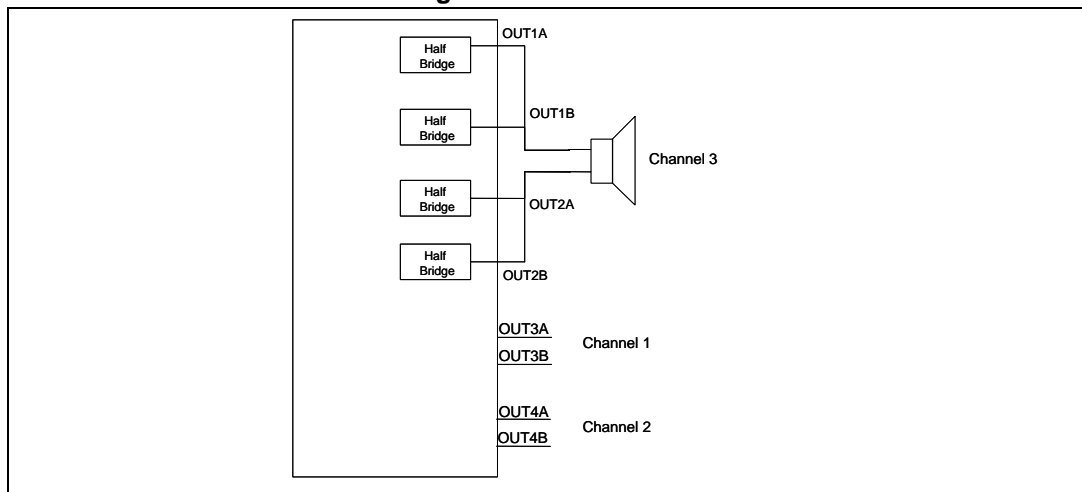 OUT1A
Half
Bridge
OUT1B
Half
Bridge
Channel 3
Half
Bridge
OUT2A
Half
Bridge
OUT2B
OUT3A
Channel 1
OUT3B
OUT4A
Channel 2
OUT4B